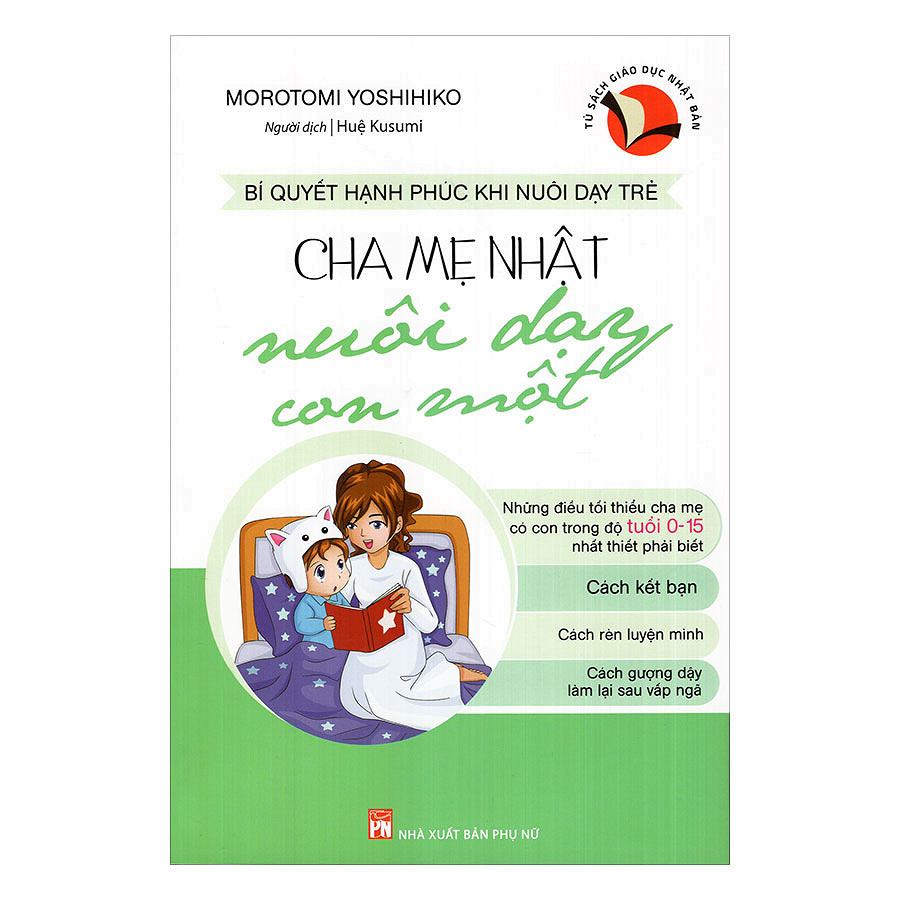 MOROTOMI YOSHIHIKO
Người dịch | Huệ Kusumi
TỦ SÁCH GIÁO DỤC NHẬT BẢN
BÍ QUYẾT HẠNH PHÚC KHI NUÔI DẠY TRẺ
CHA MẸ NHẬT
nuôi dạy
con một
Những điều tối thiểu cha mẹ
có con trong độ tuổi 0-15
nhất thiết phải biết
Cách kết bạn
Cách rèn luyện mình
Cách gượng dậy
làm lại sau vấp ngã
PN
NHÀ XUẤT BẢN PHỤ NỮ